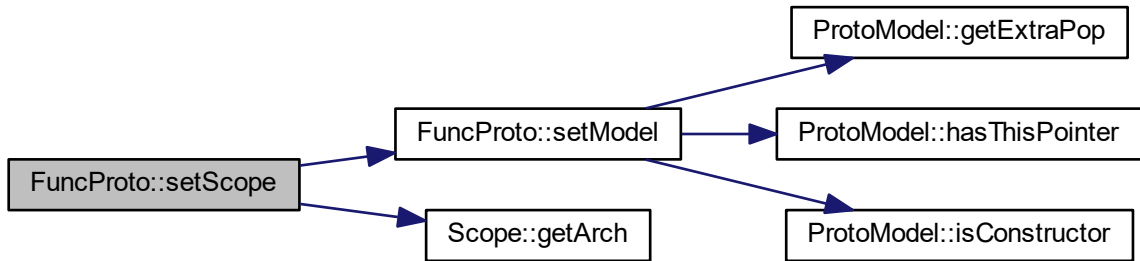 ProtoModel::getExtraPop
FuncProto::setModel
ProtoModel::hasThisPointer
FuncProto::setScope
Scope::getArch
ProtoModel::isConstructor